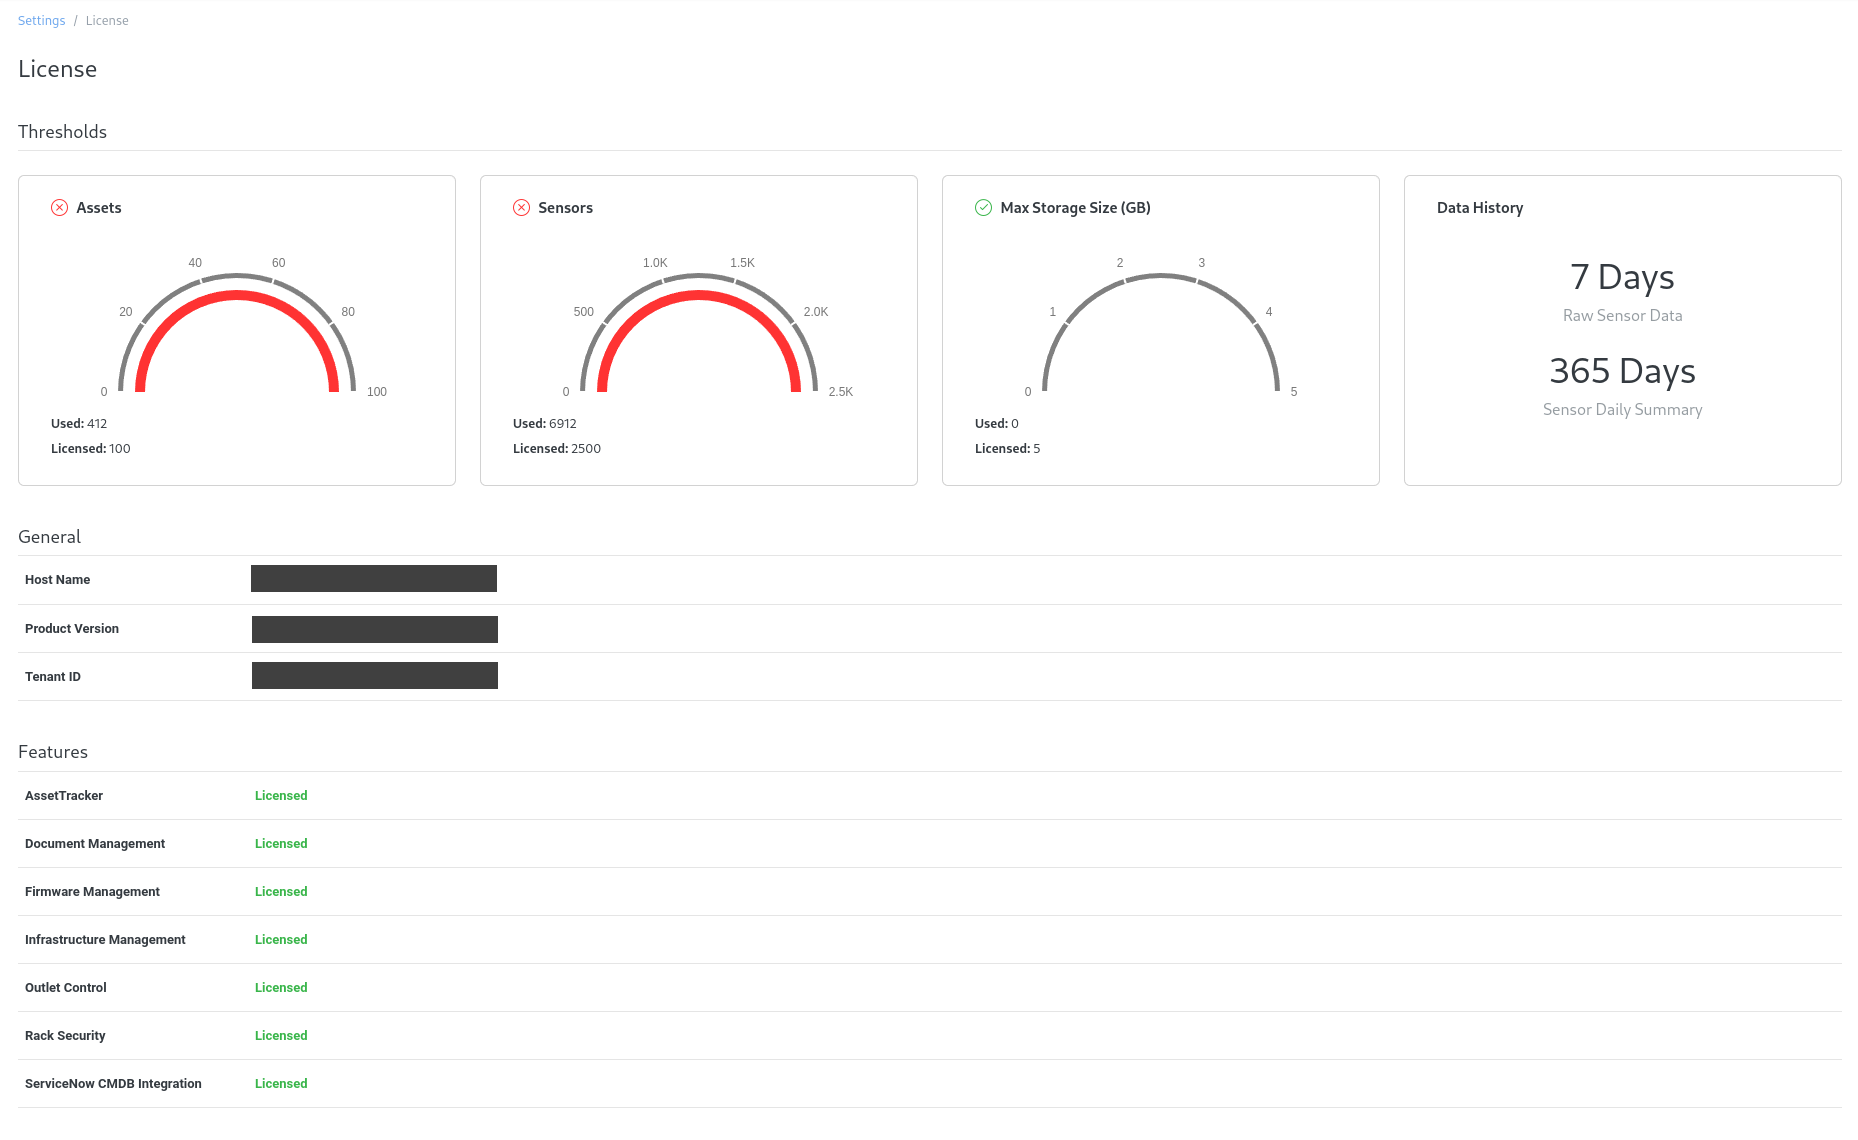 Settings / License
License
Thresholds
Assets
0
20
40
60
80
100
Used: 412
Licensed: 100
Sensors
0
500
1.0K
1.5K
2.0K
2.5K
Used: 6912
Licensed: 2500
Max Storage Size (GB)
0
1
2
3
4
5
Used: 0
Licensed: 5
Data History
7 Days
Raw Sensor Data
365 Days
Sensor Daily Summary
General
Host Name
Product Version
Tenant ID
Features
AssetTracker Licensed
Document Management Licensed
Firmware Management Licensed
Infrastructure Management Licensed
Outlet Control Licensed
Rack Security Licensed
ServiceNow CMDB Integration Licensed